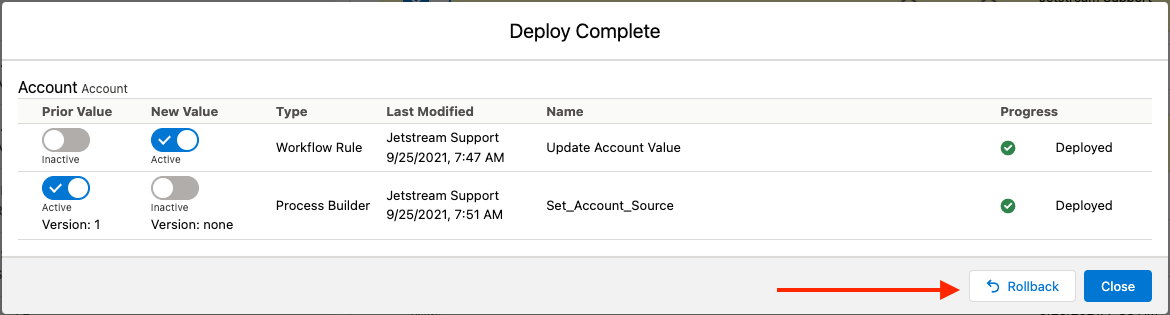 Deploy Complete
Account Account
Prior Value New Value Type Last Modified Name Progress
Inactive Active Workflow Rule Jetstream Support 9/25/2021, 7:47 AM Update Account Value Deployed
Active Version: 1 Inactive Version: none Process Builder Jetstream Support 9/25/2021, 7:51 AM Set_Account_Source Deployed
Rollback Close